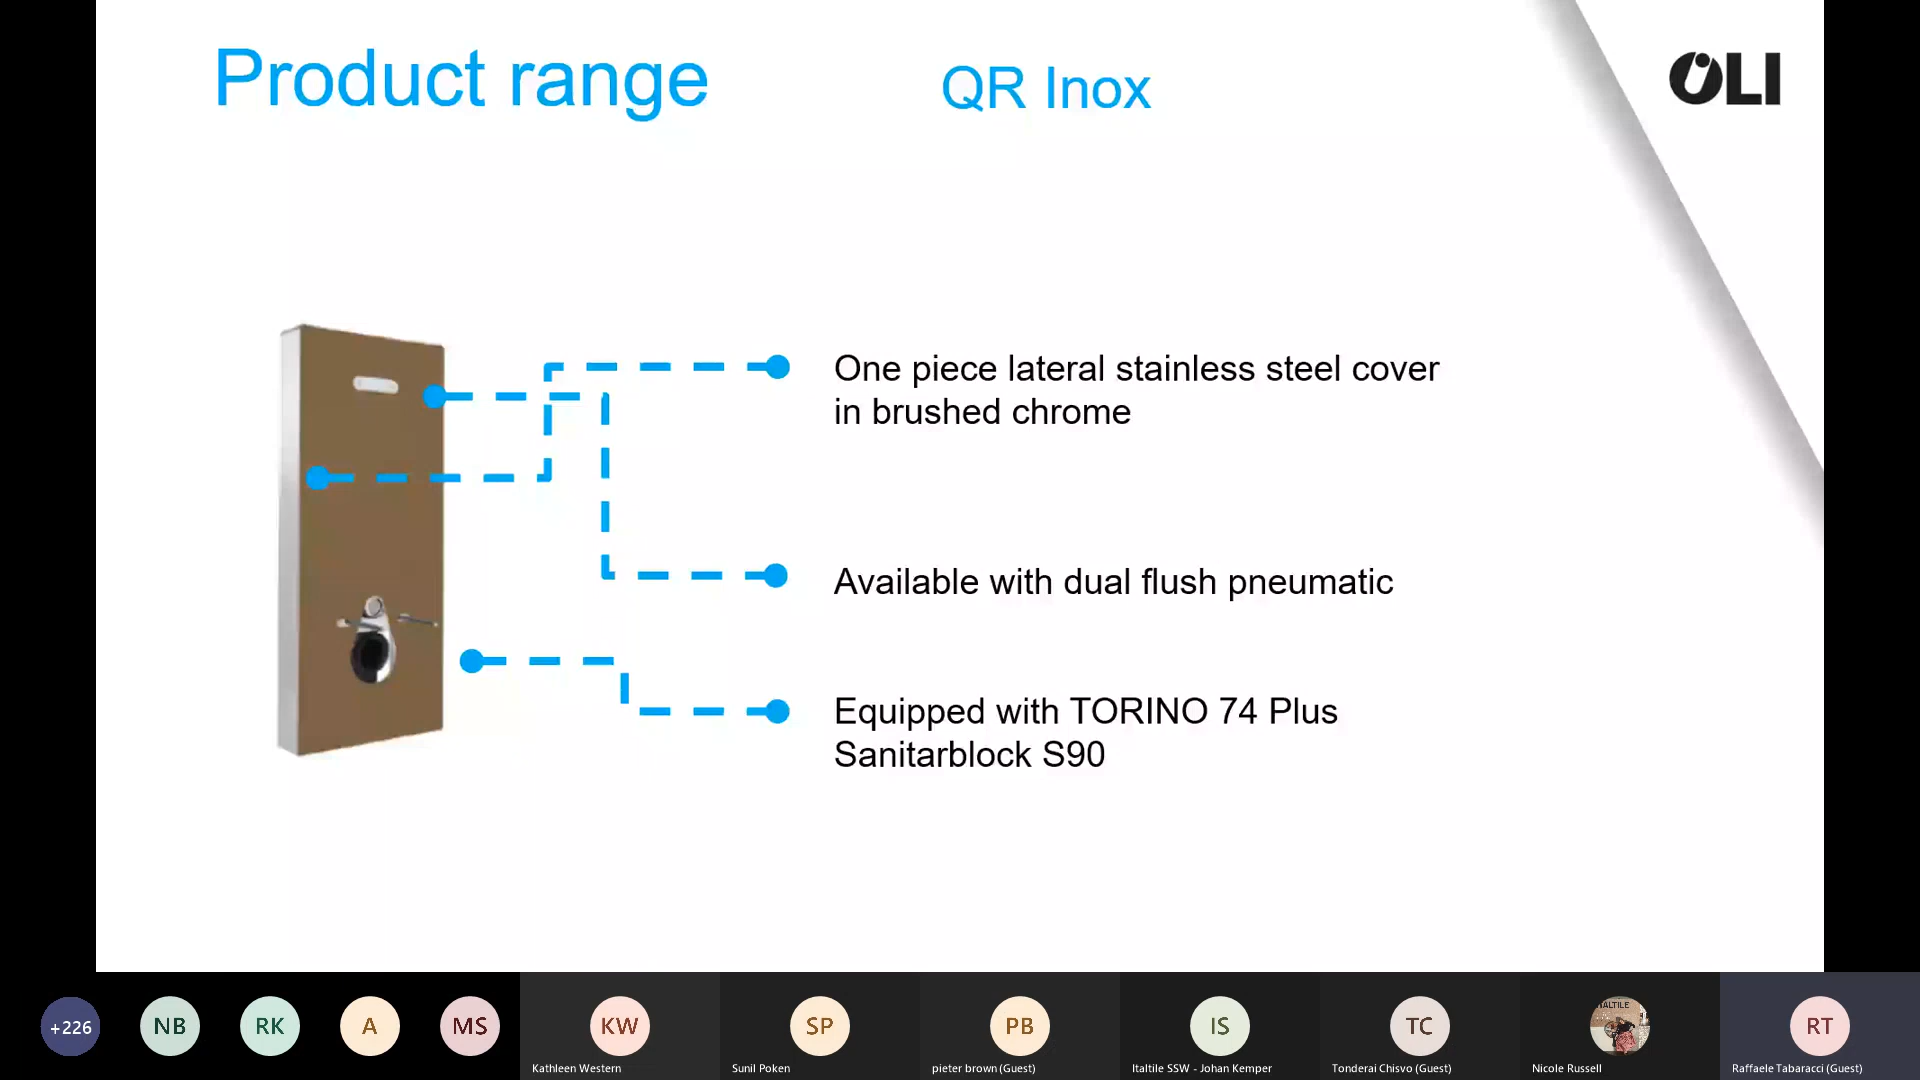 Product range
QR Inox
OLI
One piece lateral stainless steel cover
in brushed chrome
Available with dual flush pneumatic
Equipped with TORINO 74 Plus
Sanitarblock S90
+226
NB
RK
A
MS
KW
SP
PB
IS
TC
RT
Kathleen Western
Sunil Poken
pieter brown (Guest)
Italtile SSW - Johan Kemper
Tonderai Chisvo (Guest)
Nicole Russell
Raffaele Tabaracci (Guest)